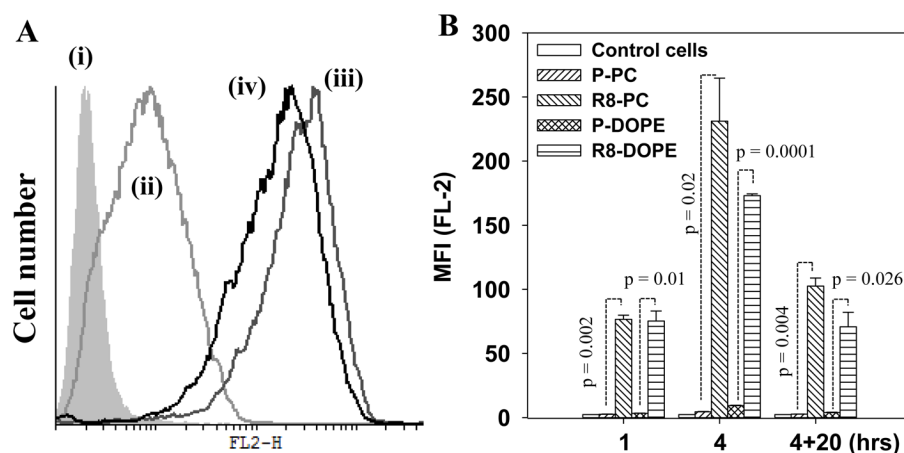 A
(i)
(ii)
(iv)
(iii)
Cell number
FL2-H
B
MFI (FL-2)
300
250
200
150
100
50
0
Control cells
P-PC
R8-PC
P-DOPE
R8-DOPE
p = 0.002
p = 0.01
p = 0.02
p = 0.0001
p = 0.004
p = 0.026
1 4 4+20 (hrs)